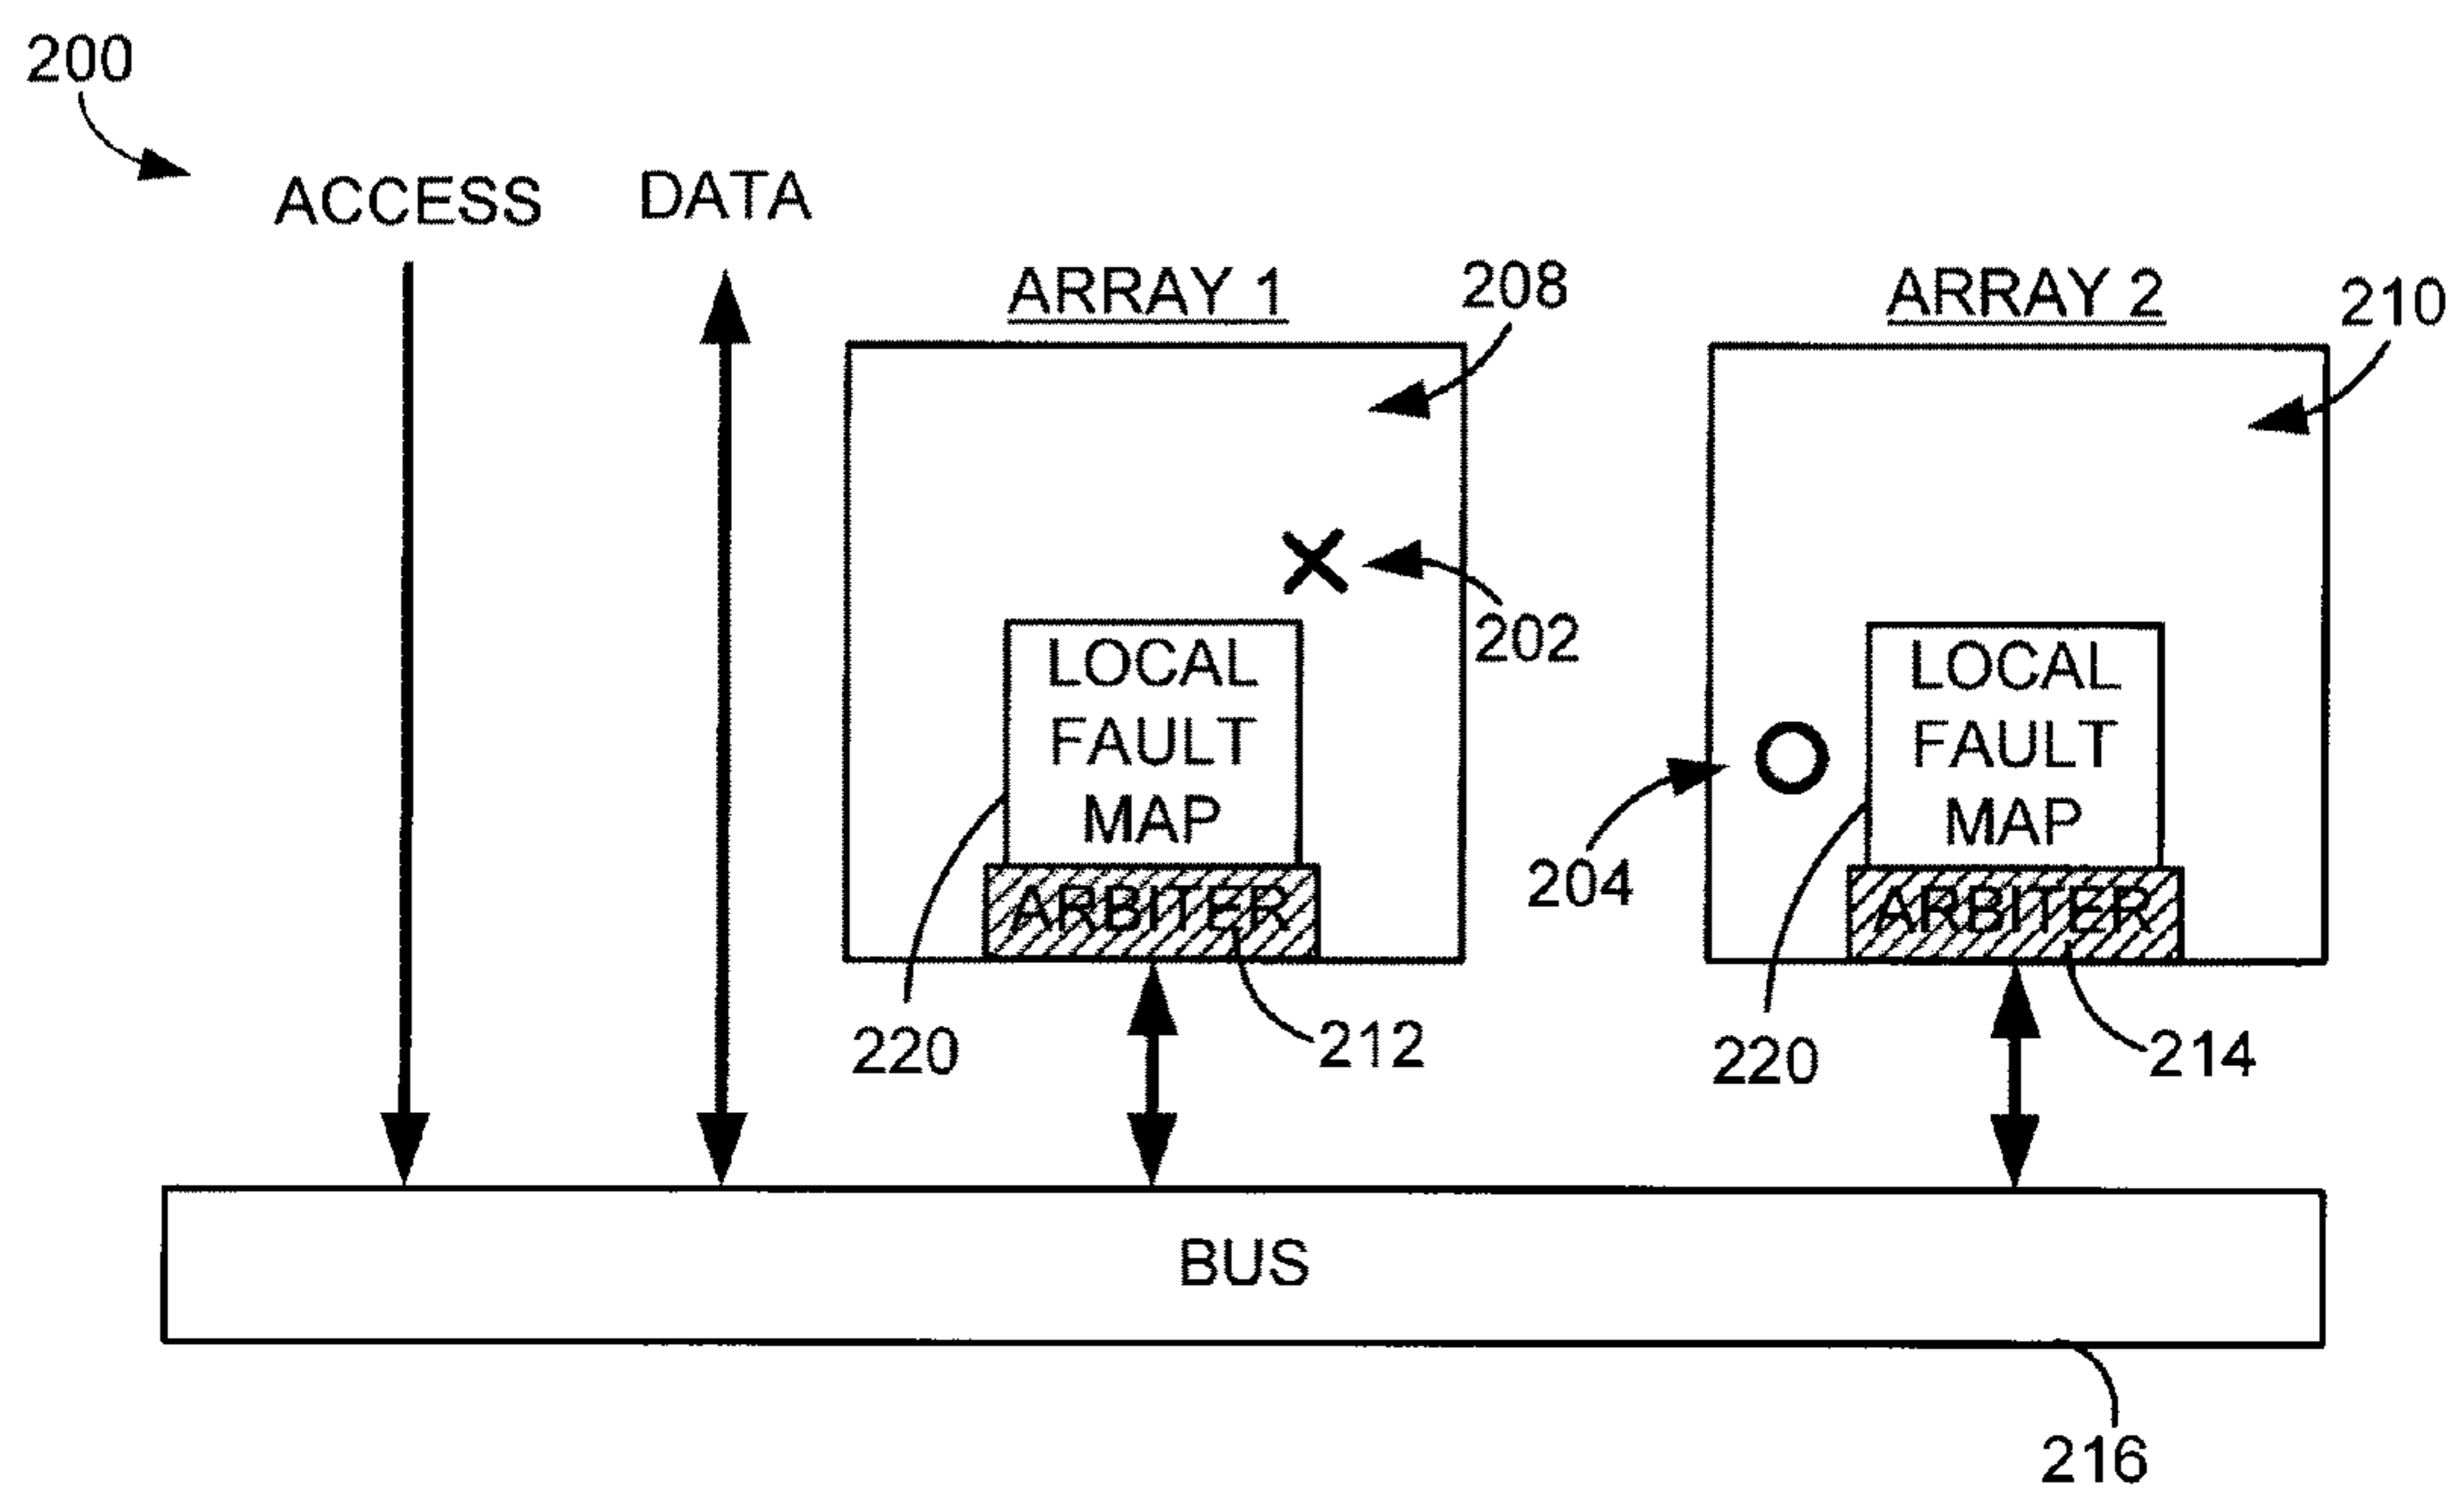 200
ACCESS
DATA
ARRAY 1
208
ARRAY 2
210
202
LOCAL
FAULT
MAP
ARBITER
204
LOCAL
FAULT
MAP
ARBITER
220
212
220
214
BUS
216